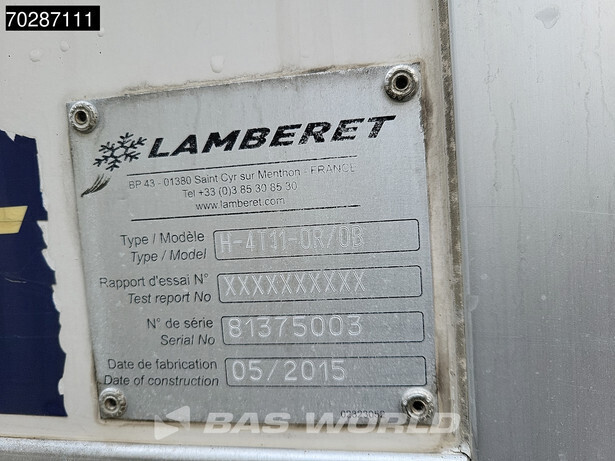 70287111
LAMBERET
BP 43 - 01380 Saint Cyr sur Menthon - FRANCE
Tel +33 (0)3 85 30 85 30
www.lamberet.com
Type / Modèle
Type / Model
H-4T11-0R/0B
Rapport d'essai N°
Test report No
XXXXXXXXXX
N° de série
Serial No
81375003
Date de fabrication
Date of construction
05/2015
BAS WORLD